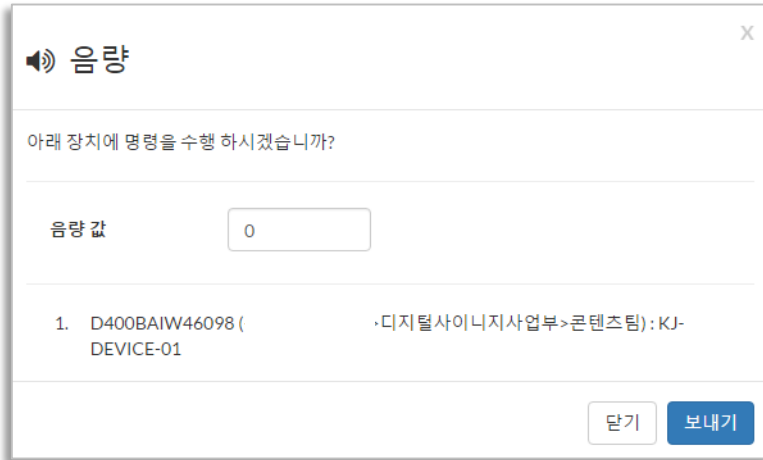 X
음량
아래 장치에 명령을 수행 하시겠습니까?
음량 값
0
1. D400BAIW46098 ( >디지털사이니지사업부>콘텐츠팀) : KJ-
DEVICE-01
닫기
보내기